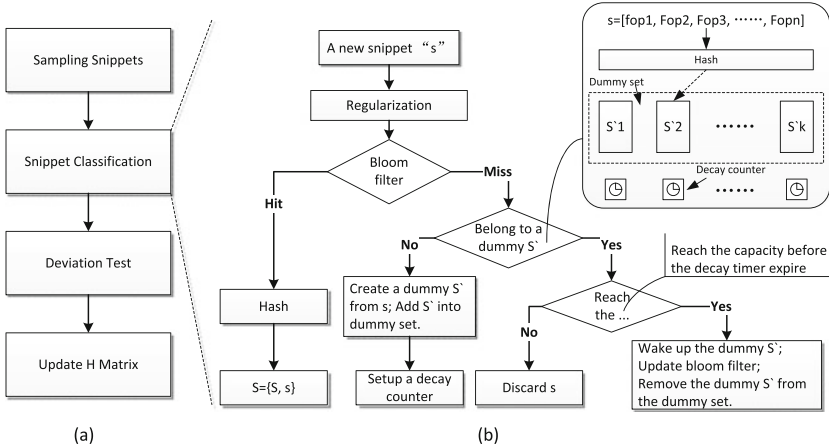 Sampling Snippets
Snippet Classification
Deviation Test
Update H Matrix
(a)
A new snippet “s”
Regularization
Bloom
filter
Hit
Miss
Hash
S={S, s}
Belong to a
dummy S`
No
Yes
Create a dummy S`
from s; Add S` into
dummy set.
Setup a decay
counter
Reach the capacity before
the decay timer expire
Reach
the ...
No
Yes
Discard s
Wake up the dummy S`;
Update bloom filter;
Remove the dummy S` from
the dummy set.
s=[fop1, Fop2, Fop3, ······, Fopn]
Hash
Dummy set
S`1 S`2 ······ S`k
Decay counter
······
(b)